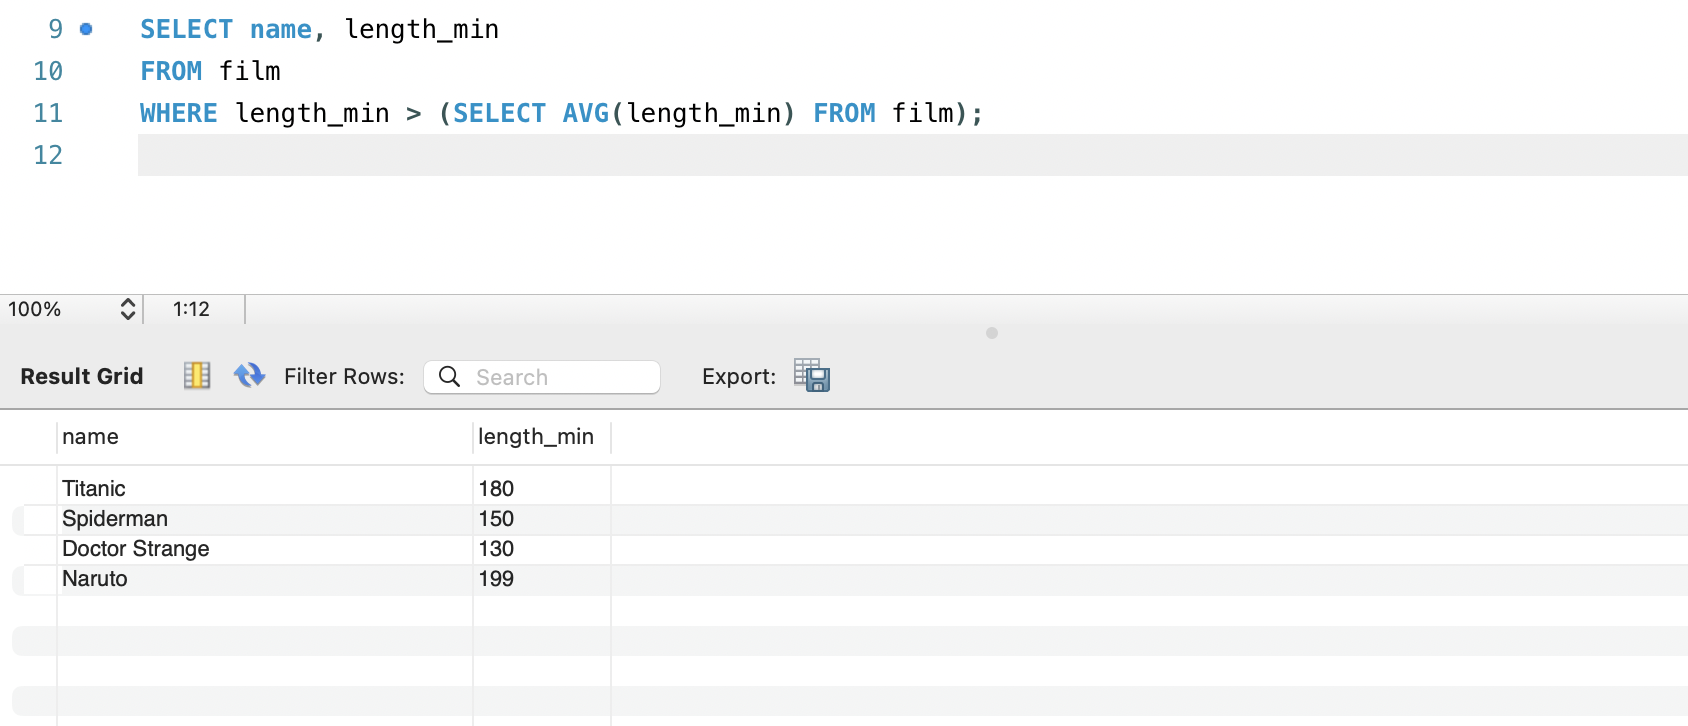 9 SELECT name, length_min
10 FROM film
11 WHERE length_min > (SELECT AVG(length_min) FROM film);
12
100% 1:12
Result Grid Filter Rows: Search Export:
name length_min
Titanic 180
Spiderman 150
Doctor Strange 130
Naruto 199